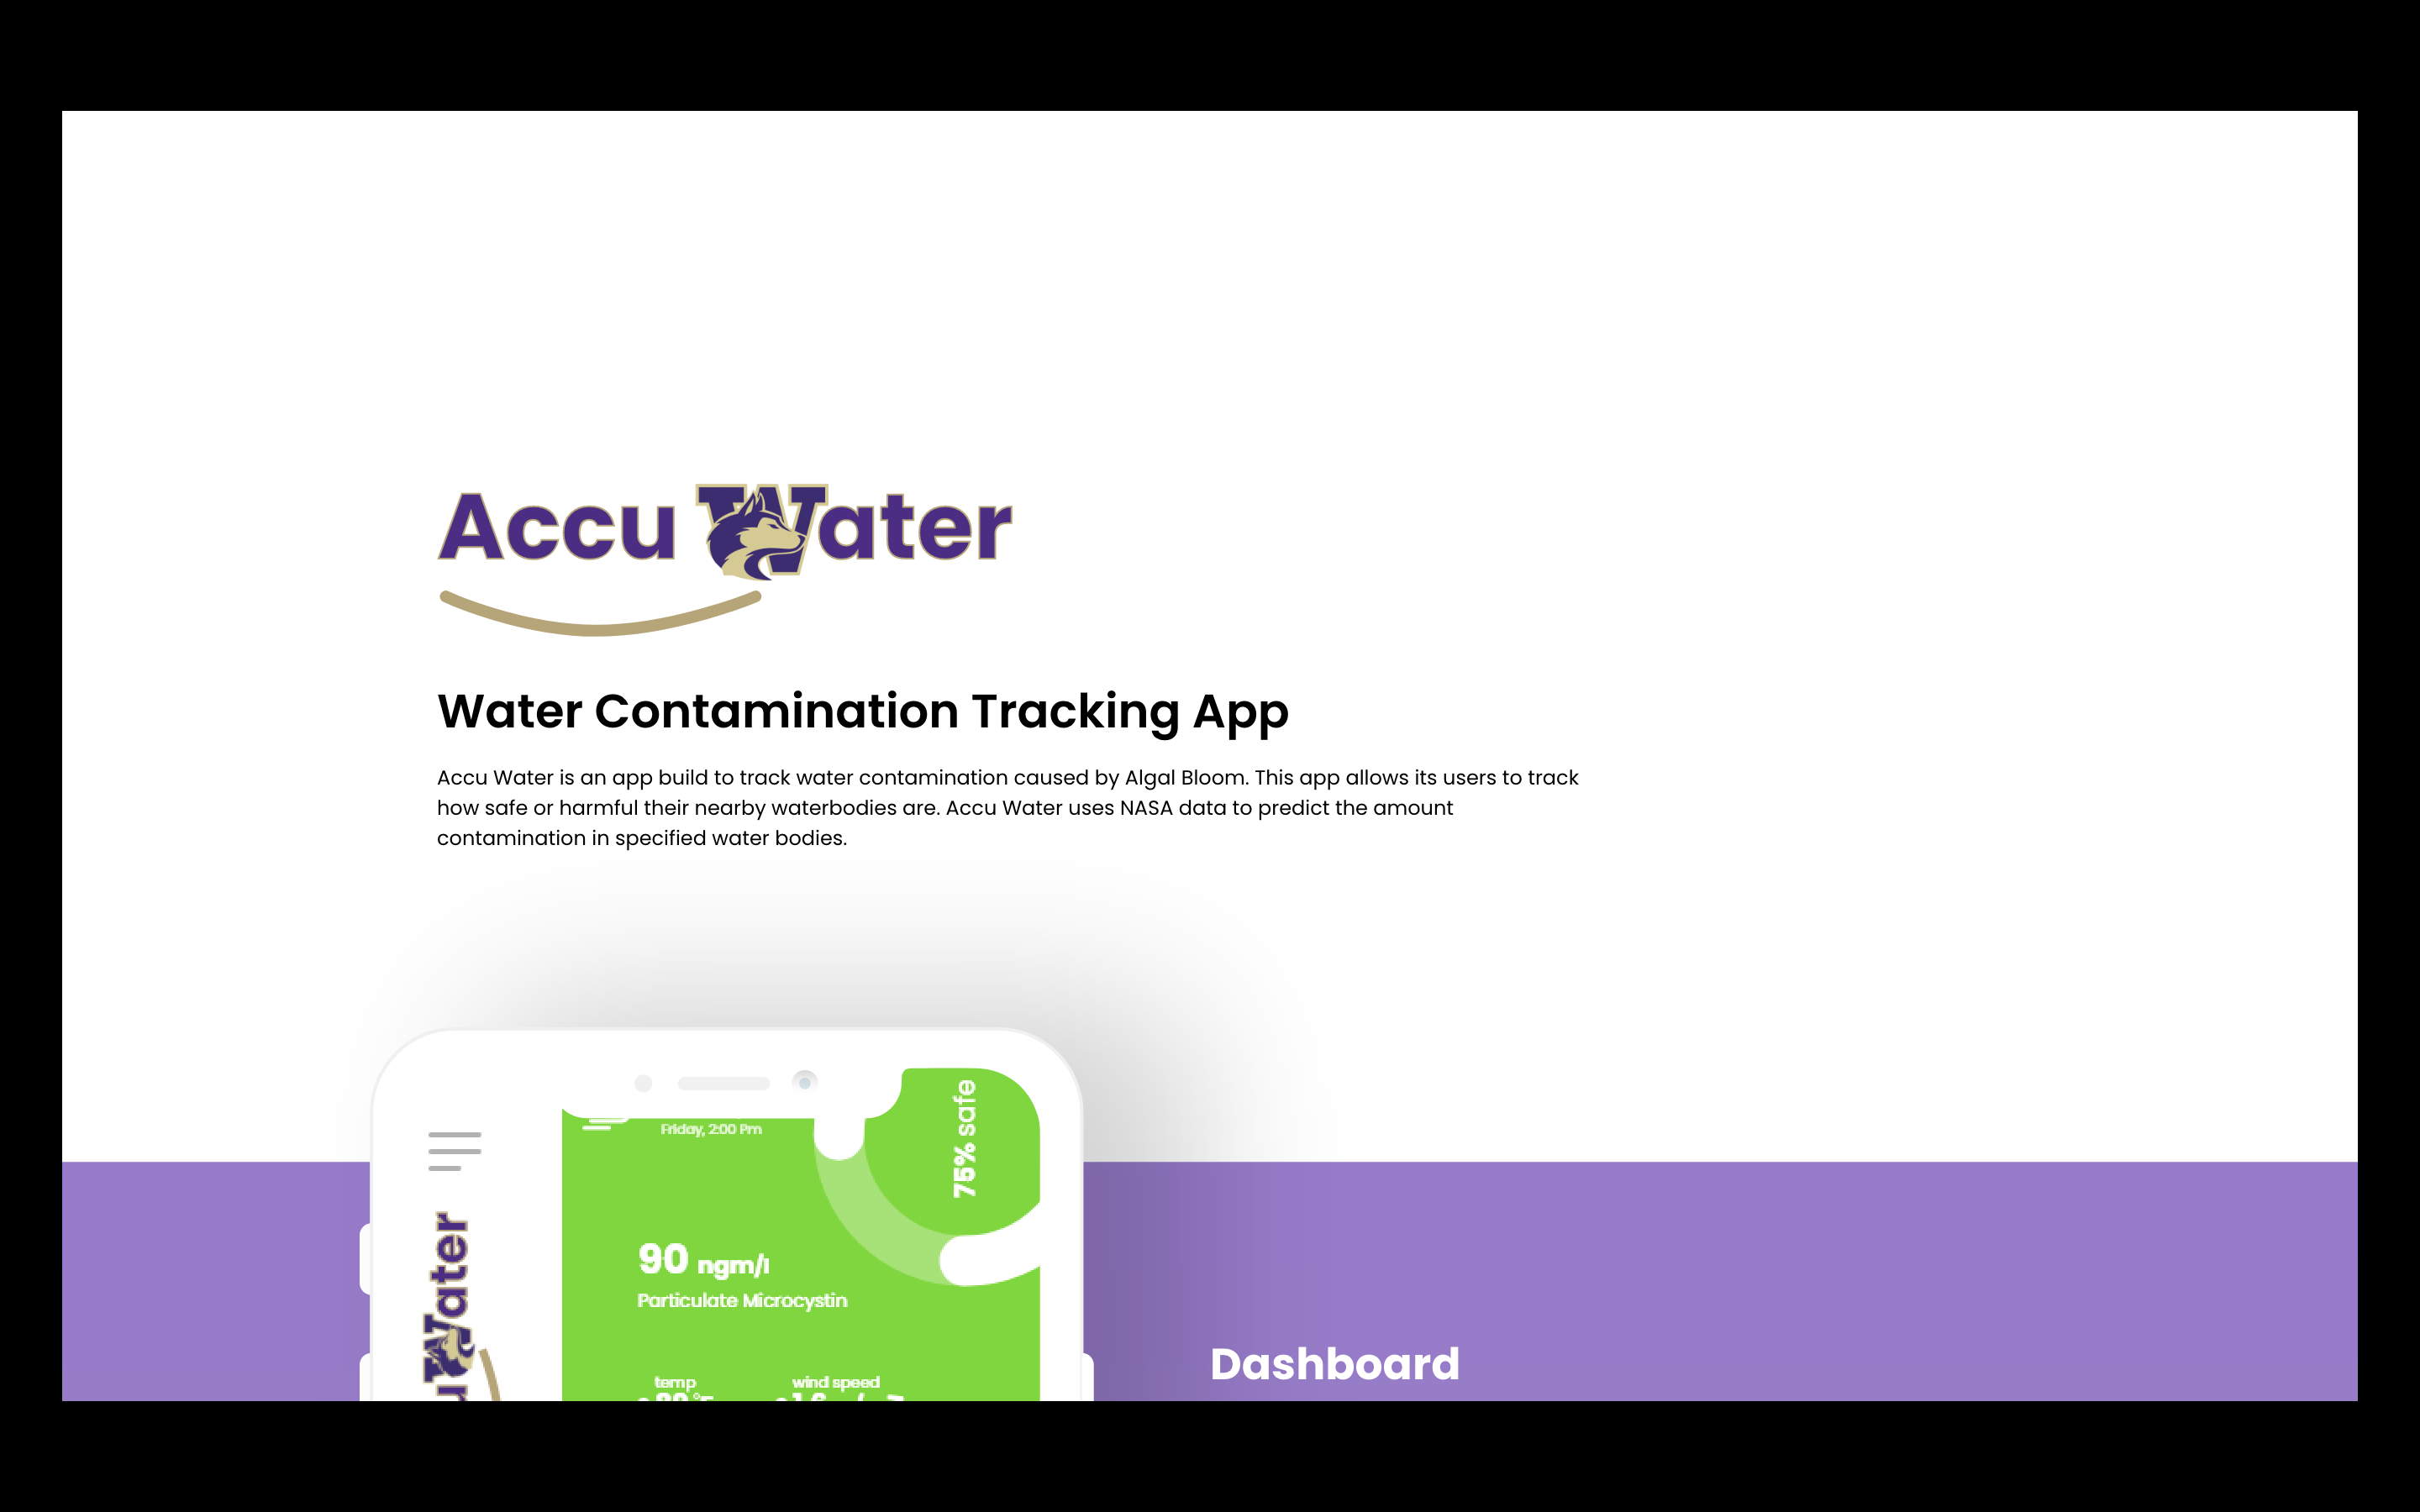 Accu Water
Water Contamination Tracking App
Accu Water is an app build to track water contamination caused by Algal Bloom. This app allows its users to track
how safe or harmful their nearby waterbodies are. Accu Water uses NASA data to predict the amount
contamination in specified water bodies.
Friday, 2:00 Pm
75% safe
90 ngm/l
Particulate Microcystin
uWater
temp
wind speed
Dashboard